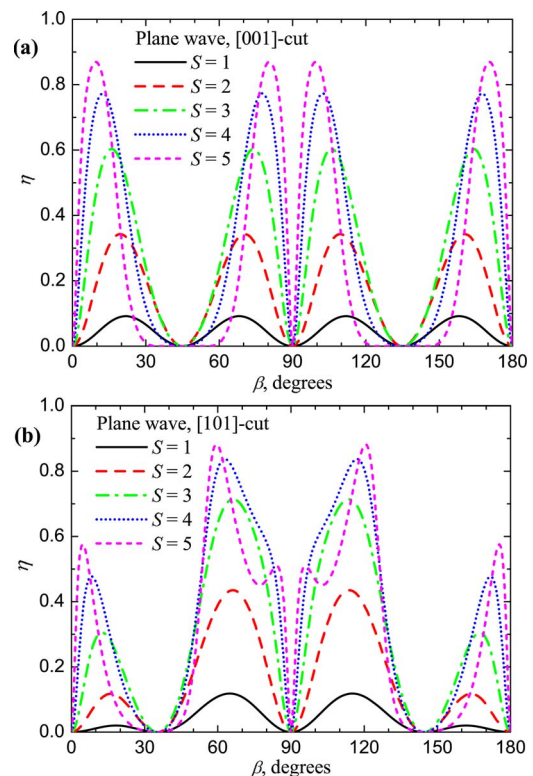 (a)
Plane wave, [001]-cut
S = 1
S = 2
S = 3
S = 4
S = 5
1.0
0.8
0.6
0.4
0.2
0.0
η
0 30 60 90 120 150 180
β, degrees
(b)
Plane wave, [101]-cut
S = 1
S = 2
S = 3
S = 4
S = 5
1.0
0.8
0.6
0.4
0.2
0.0
η
0 30 60 90 120 150 180
β, degrees